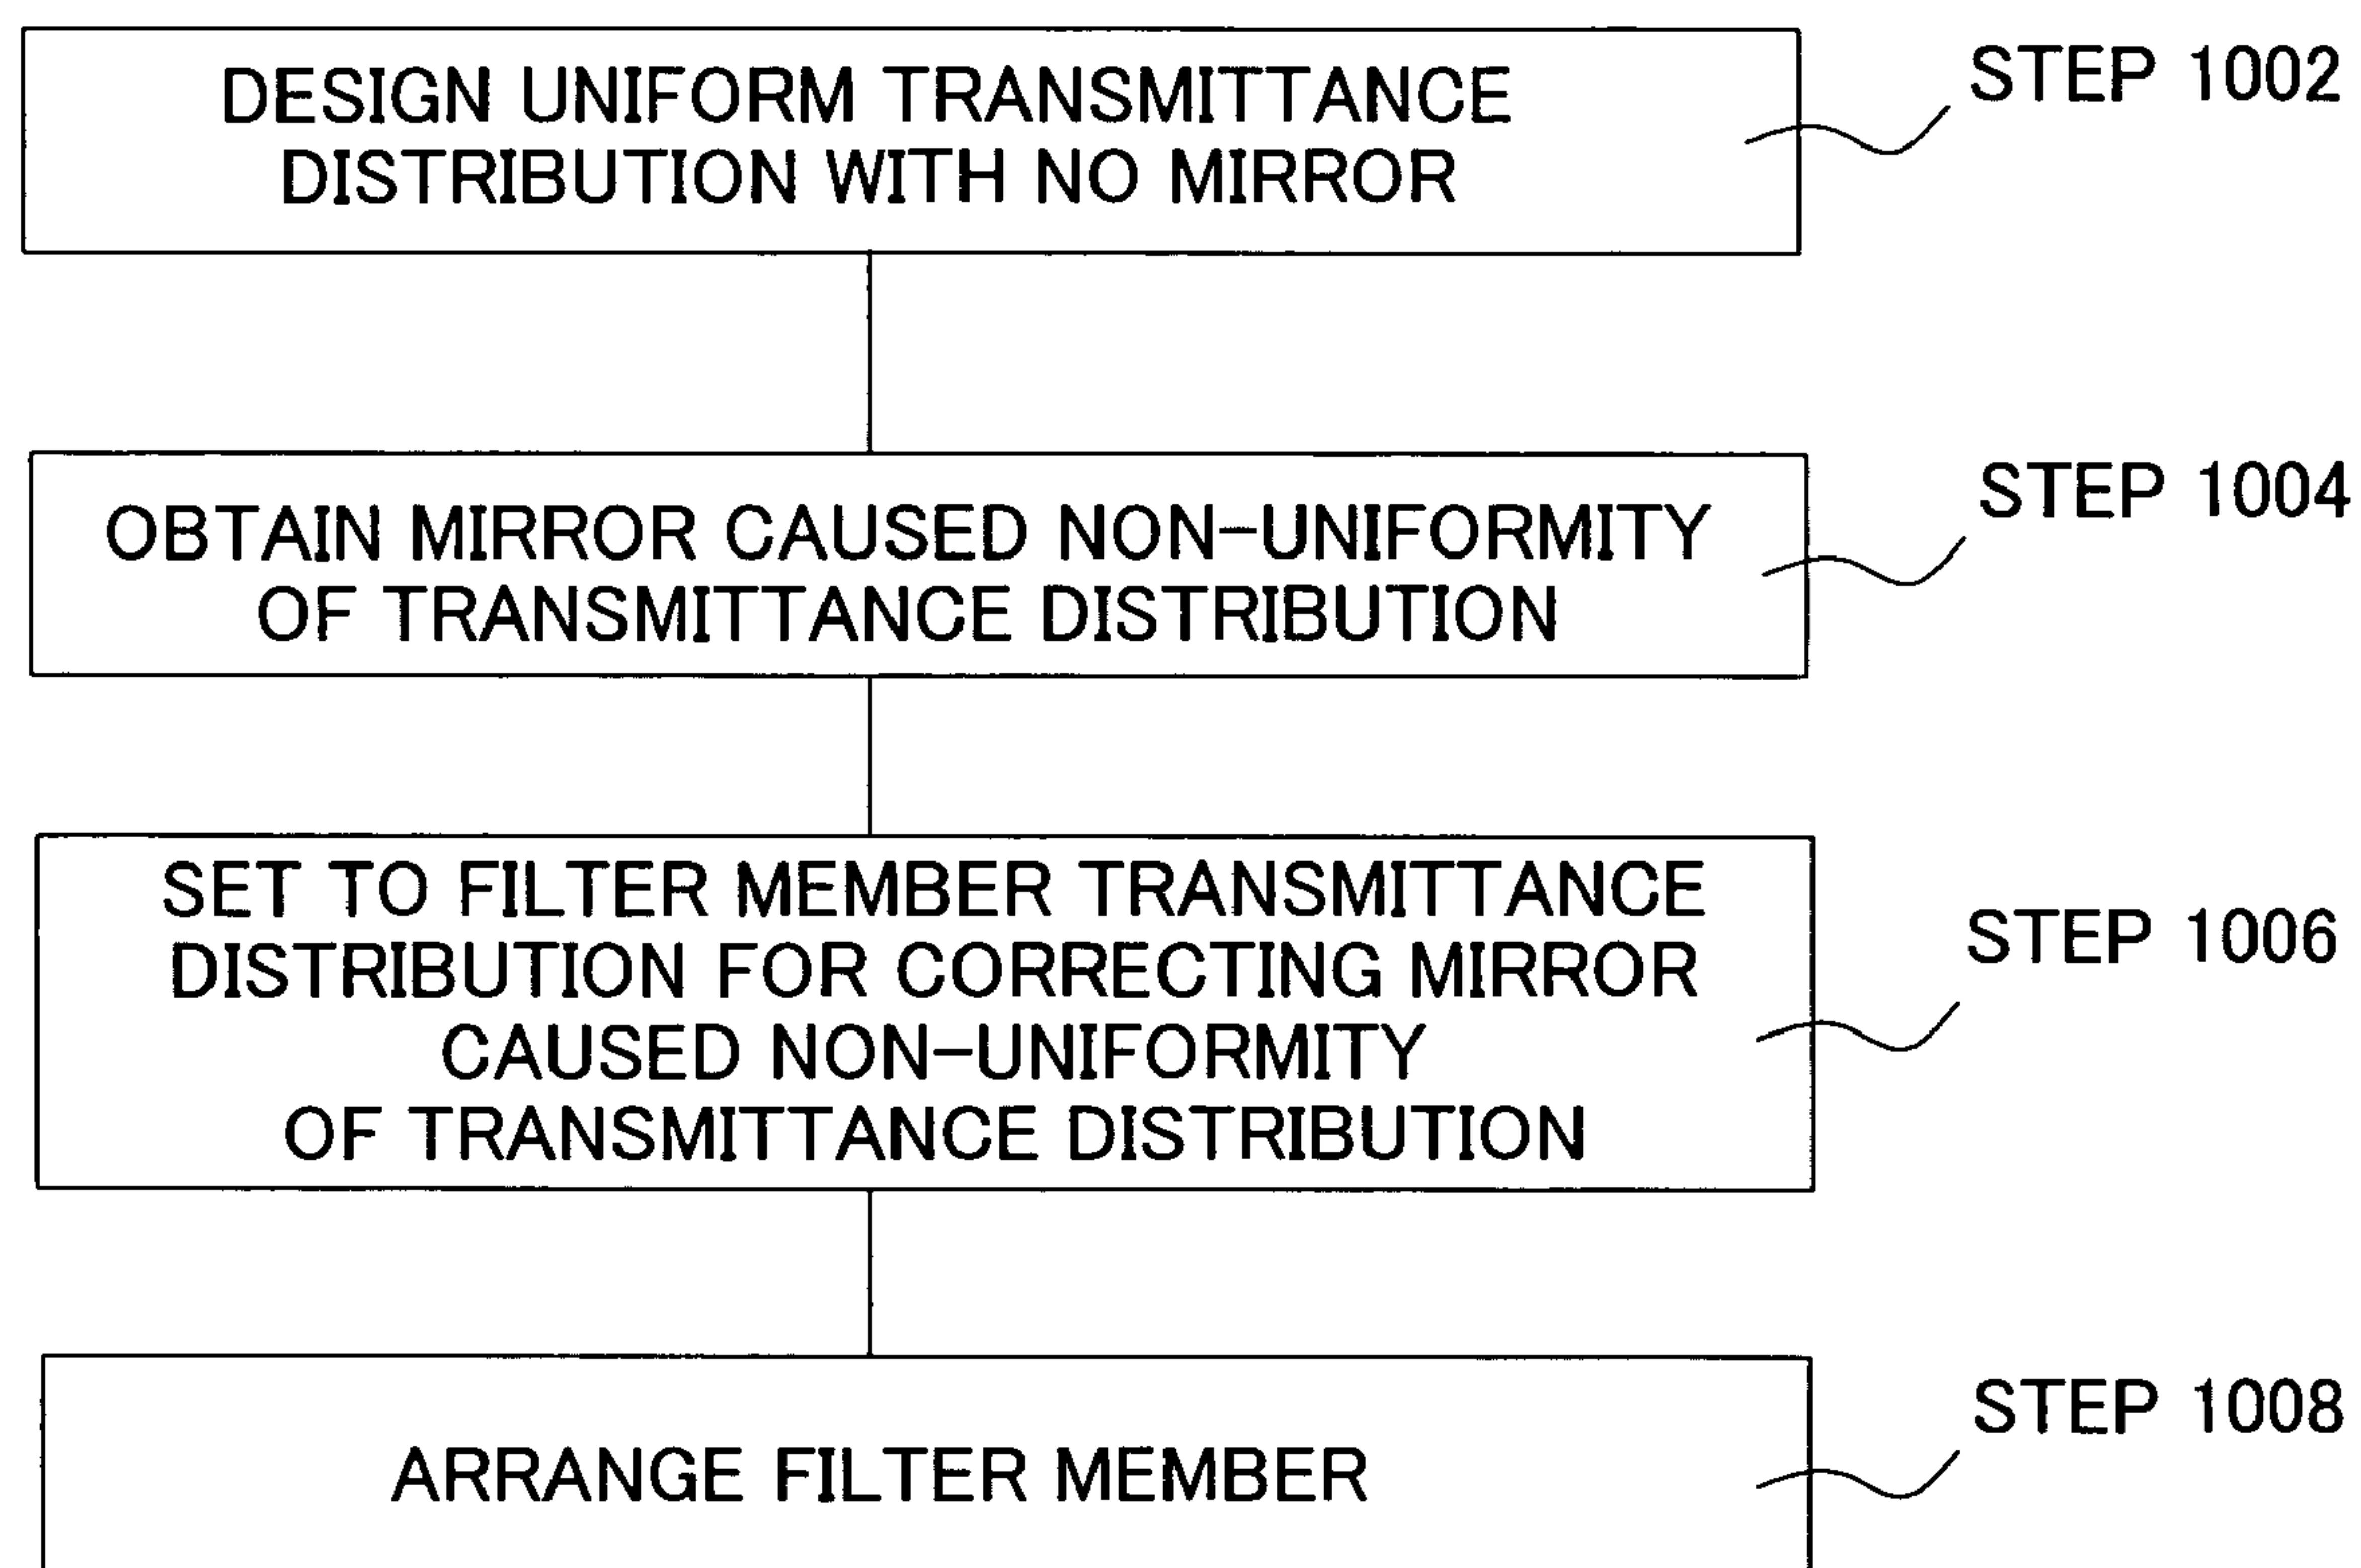 DESIGN UNIFORM TRANSMITTANCE
DISTRIBUTION WITH NO MIRROR
STEP 1002
OBTAIN MIRROR CAUSED NON-UNIFORMITY
OF TRANSMITTANCE DISTRIBUTION
STEP 1004
SET TO FILTER MEMBER TRANSMITTANCE
DISTRIBUTION FOR CORRECTING MIRROR
CAUSED NON-UNIFORMITY
OF TRANSMITTANCE DISTRIBUTION
STEP 1006
ARRANGE FILTER MEMBER
STEP 1008